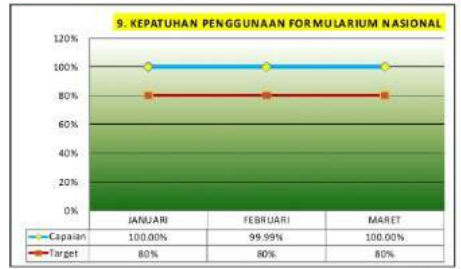 9. KEPATUHAN PENGGUNAAN FORMULARIUM NASIONAL
120%
100%
80%
60%
40%
20%
0%
JANUARI FEBRUARI MARET
Capaian 100.00% 99.99% 100.00%
Target 80% 80% 80%